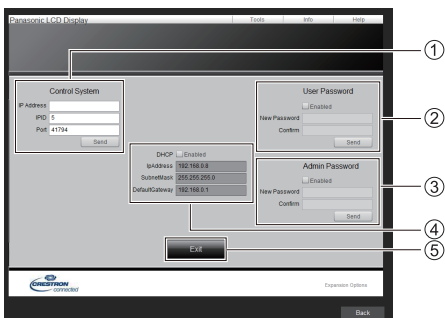 Panasonic LCD Display
Tools Info Help
①
Control System
IP Address
IPID 5
Port 41794
Send
User Password
Enabled
New Password
Confirm
Send
②
DHCP Enabled
IpAddress 192.168.0.8
SubnetMask 255.255.255.0
DefaultGateway 192.168.0.1
Admin Password
Enabled
New Password
Confirm
Send
③
④
Exit
⑤
CRESTRON
connected
Expansion Options
Back